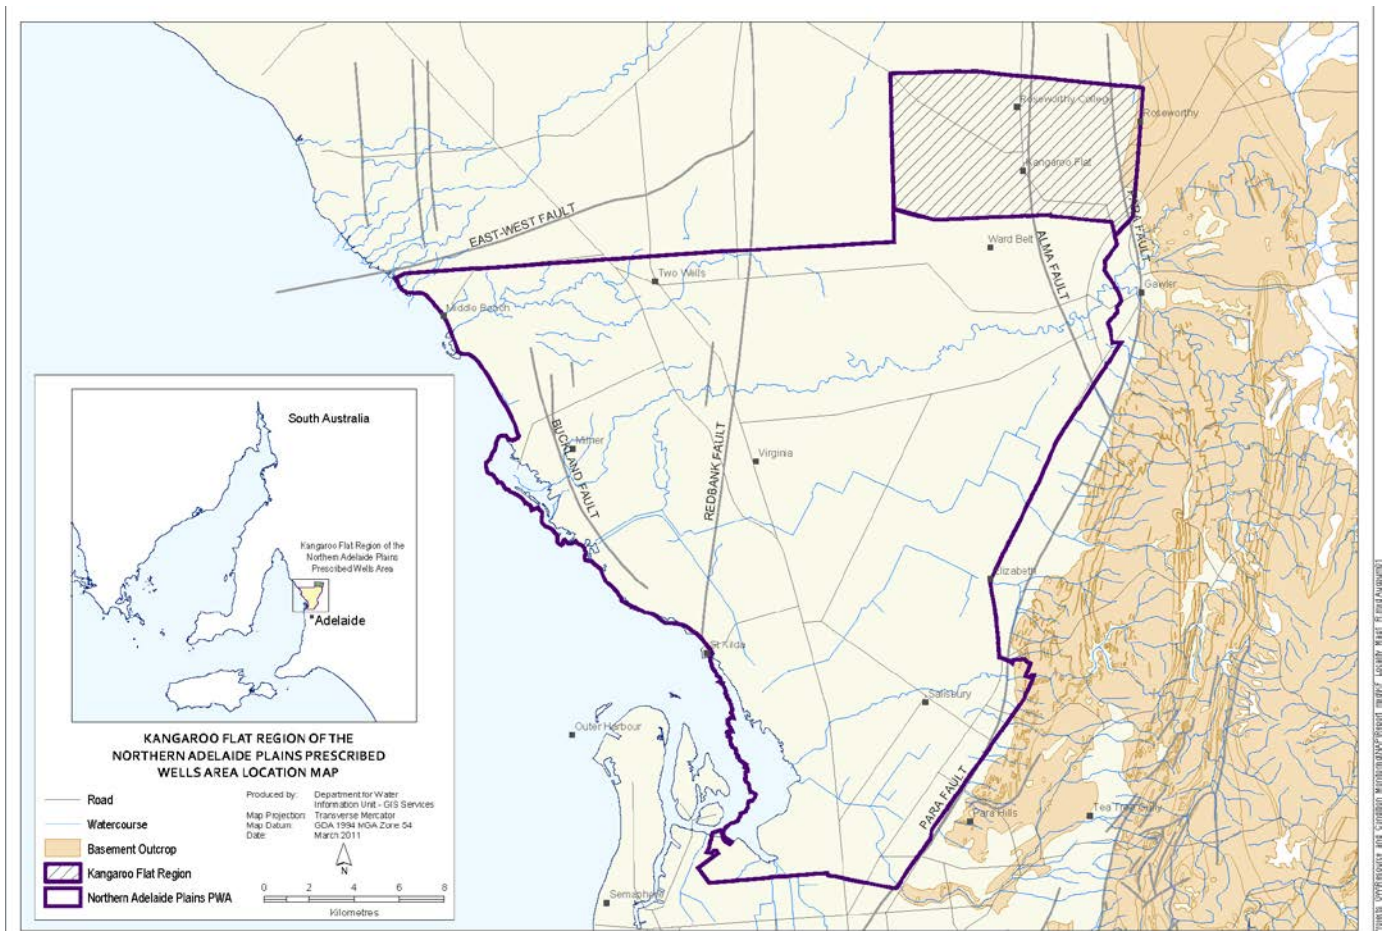 Roseworthy College
Roseworthy
Kangaroo Flat
PARA FAULT
EAST-WEST FAULT
Ward Belt
ALMA FAULT
Two Wells
Gawler
Middle Beach
South Australia
BUCKLAND FAULT
REDBANK FAULT
Virginia
Kangaroo Flat Region of the
Northern Adelaide Plains
Prescribed Wells Area
Elizabeth
Adelaide
St Kilda
Salisbury
Outer Harbour
KANGAROO FLAT REGION OF THE
NORTHERN ADELAIDE PLAINS PRESCRIBED
WELLS AREA LOCATION MAP
Road
Watercourse
Basement Outcrop
Kangaroo Flat Region
Northern Adelaide Plains PWA
Produced by: Department for Water
Information Unit - GIS Services
Map Projection: Transverse Mercator
Map Datum: GDA 1994 MGA Zone 54
Date: March 2011
N
0 2 4 6 8
Kilometres
PARA FAULT
Para Hills
Tea Tree Gully
Semaphore